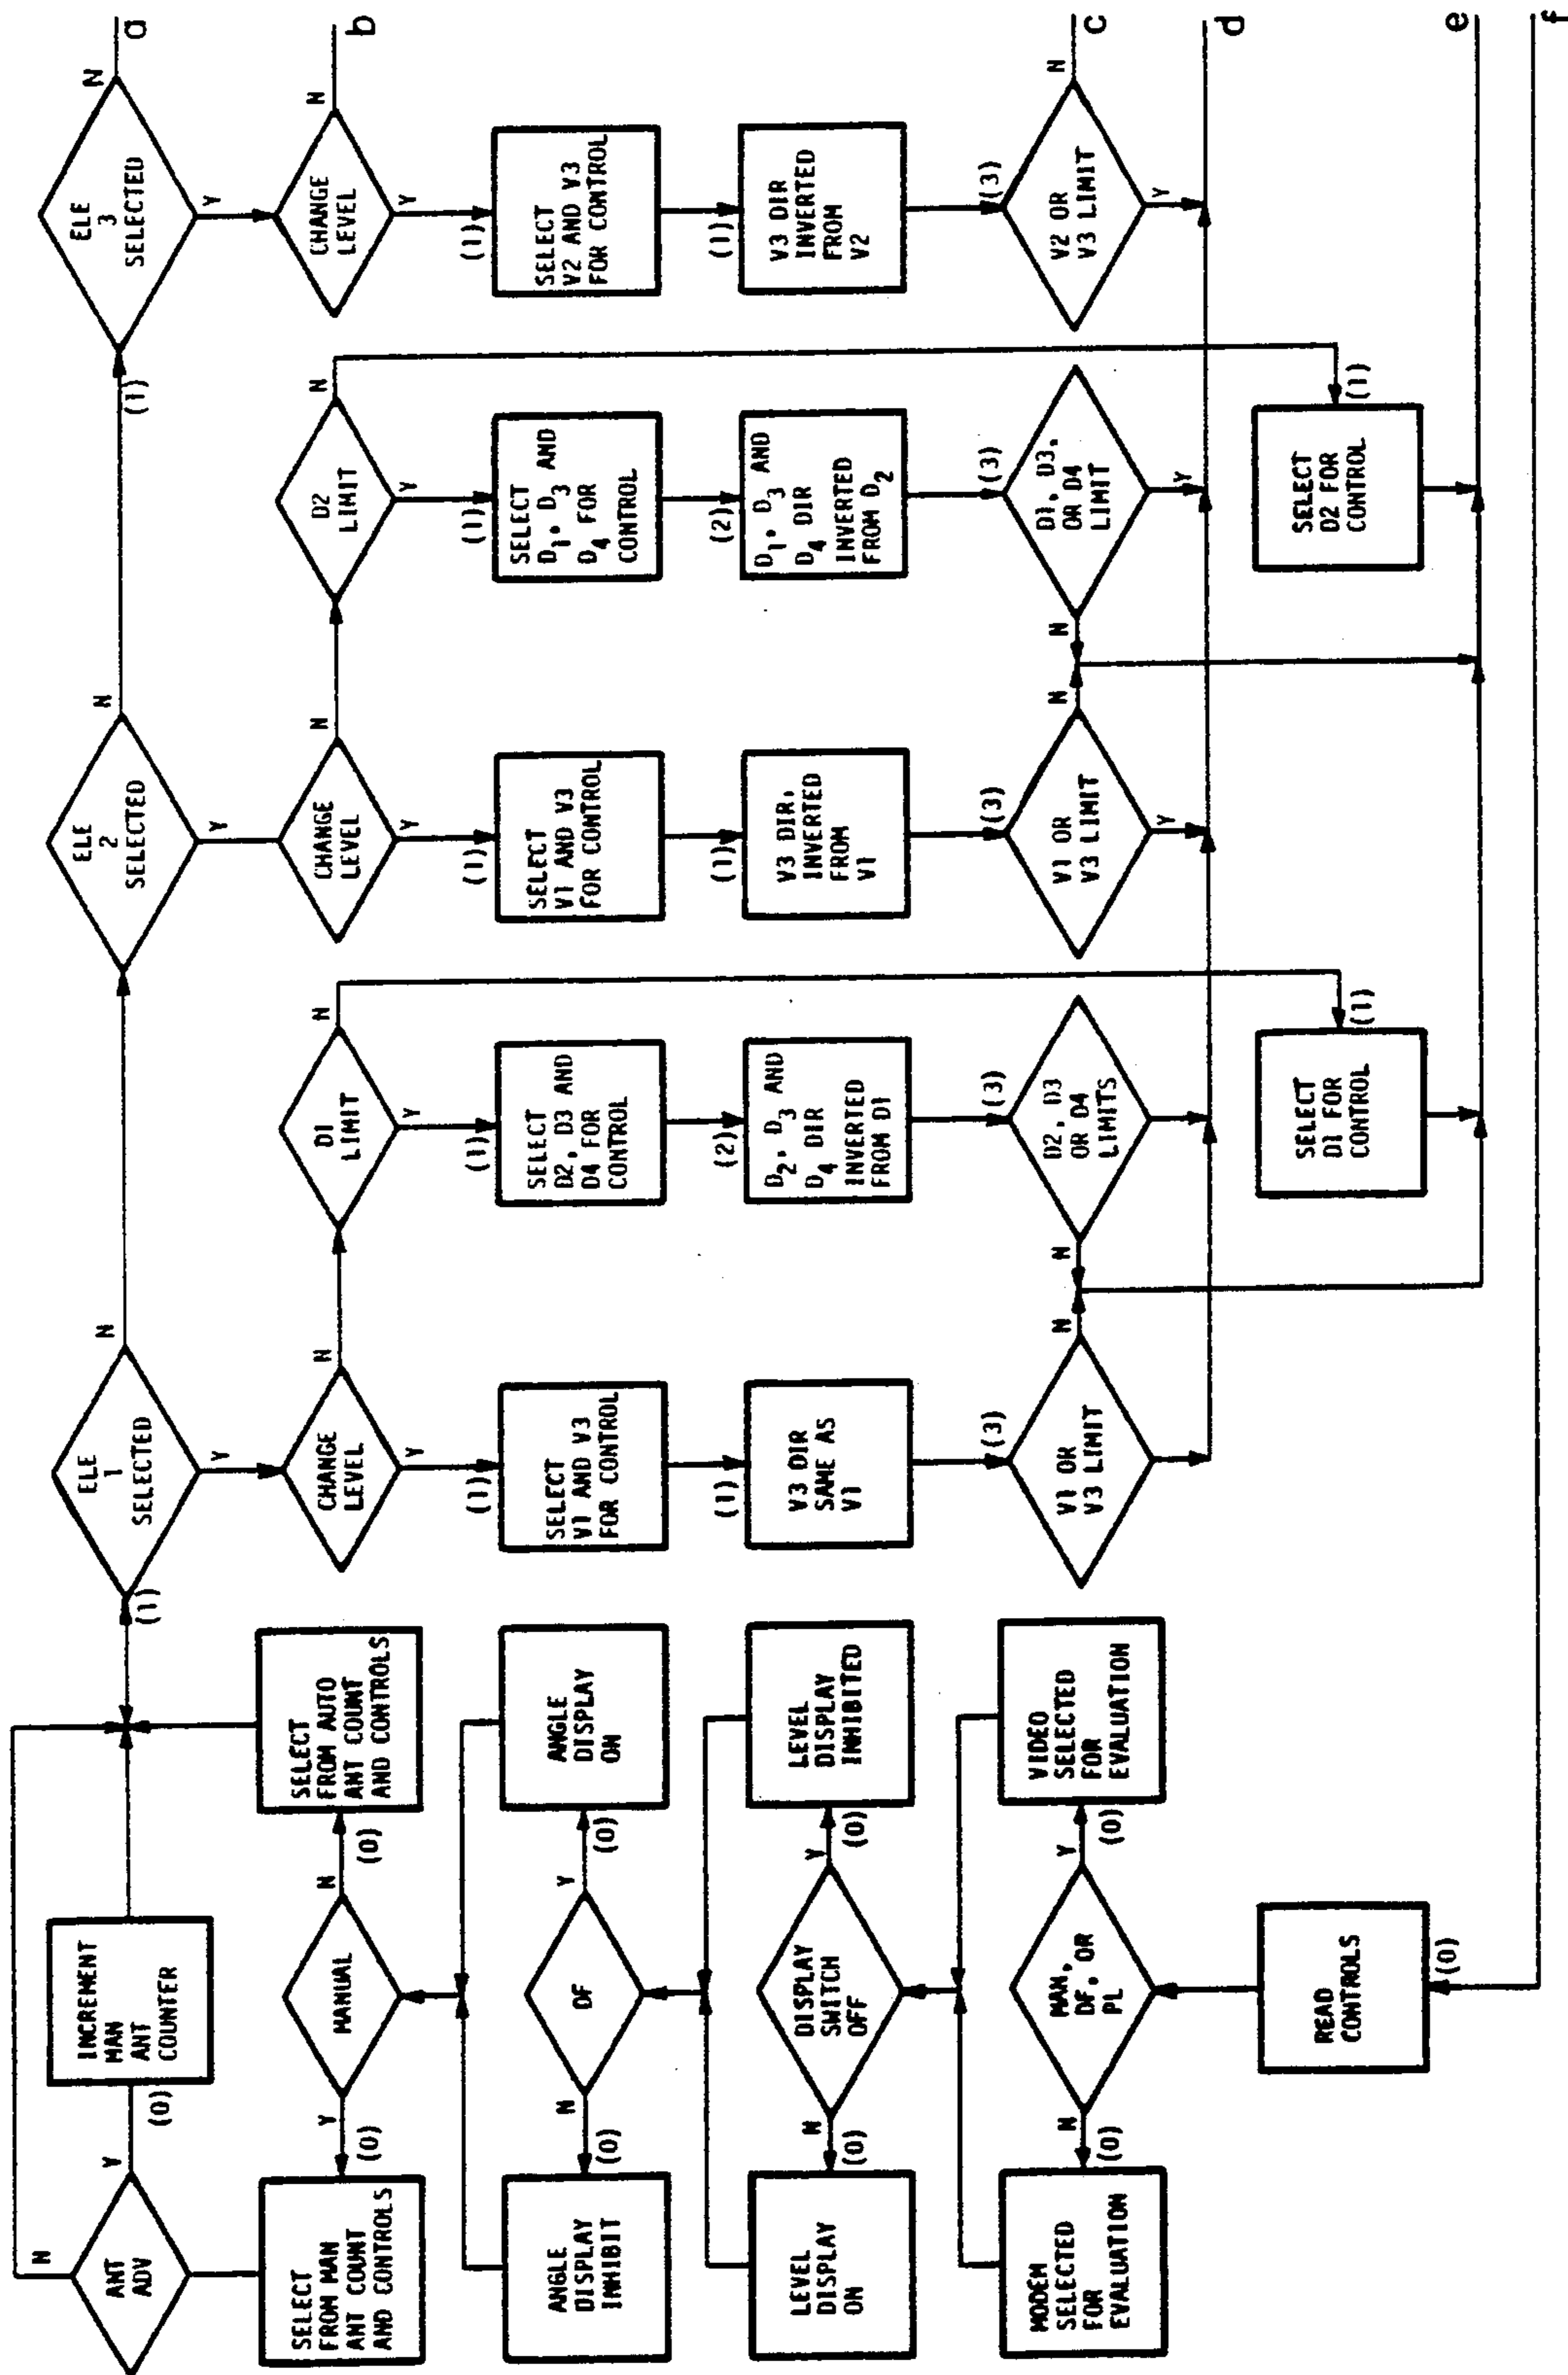 ANT
ADV
N
Y
(0)
INCREMENT
MAN
ANT
COUNTER
(1)
ELE
1
SELECTED
N
Y
ELE
2
SELECTED
N
Y
(1)
ELE
3
SELECTED
N
Y
a
SELECT
FROM MAN
ANT COUNT
AND CONTROLS
(0)
Y
MANUAL
N
(0)
SELECT
FROM AUTO
ANT COUNT
AND CONTROLS
CHANGE
LEVEL
N
Y
D1
LIMIT
N
Y
CHANGE
LEVEL
N
Y
D2
LIMIT
N
Y
CHANGE
LEVEL
N
Y
b
ANGLE
DISPLAY
INHIBIT
(0)
N
DF
Y
(0)
ANGLE
DISPLAY
ON
(1)
SELECT
V1 AND V3
FOR CONTROL
(1)
SELECT
D2, D3 AND
D4 FOR
CONTROL
(1)
SELECT
V1 AND V3
FOR CONTROL
(1)
SELECT
D1, D3 AND
D4 FOR
CONTROL
(1)
SELECT
V2 AND V3
FOR CONTROL
LEVEL
DISPLAY
ON
(0)
N
DISPLAY
SWITCH
OFF
Y
(0)
LEVEL
DISPLAY
INHIBITED
(1)
V3 DIR
SAME AS
V1
(2)
D2, D3 AND
D4 DIR
INVERTED
FROM D1
(1)
V3 DIR.
INVERTED
FROM
V1
(2)
D1, D3 AND
D4 DIR
INVERTED
FROM D2
(1)
V3 DIR
INVERTED
FROM
V2
MODEM
SELECTED
FOR
EVALUATION
(0)
N
MAN,
DF, OR
PL
Y
(0)
VIDEO
SELECTED
FOR
EVALUATION
(3)
V1 OR
V3 LIMIT
N
(3)
D2, D3
OR D4
LIMITS
N
(3)
V1 OR
V3 LIMIT
N
Y
(3)
D1, D3,
OR D4
LIMIT
N
Y
(3)
V2 OR
V3 LIMIT
N
Y
c
d
READ
CONTROLS
(0)
SELECT
D1 FOR
CONTROL
(1)
SELECT
D2 FOR
CONTROL
(1)
e
f